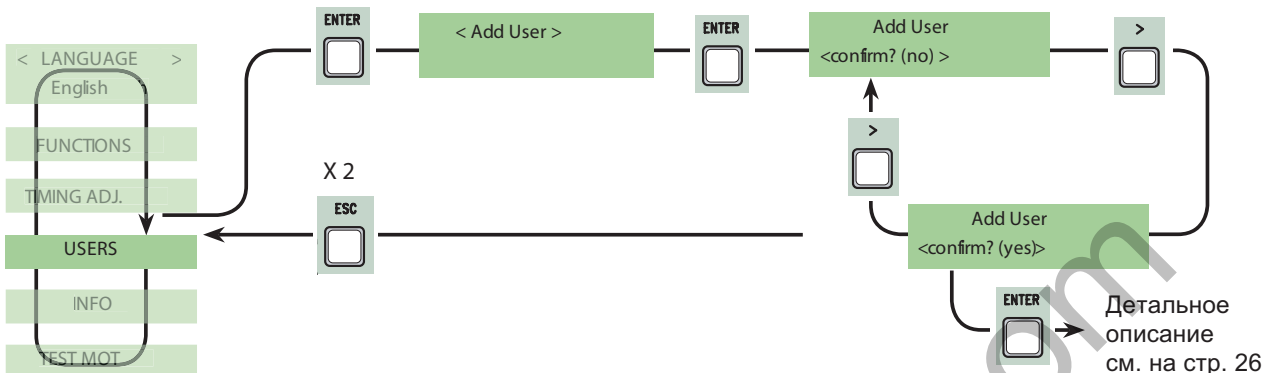 ENTER
< Add User >
ENTER
Add User
<confirm? (no) >
>
< LANGUAGE >
English
FUNCTIONS
TIMING ADJ.
USERS
INFO
TEST MOT
X 2
ESC
>
Add User
<confirm? (yes)>
ENTER
Детальное
описание
см. на стр. 26